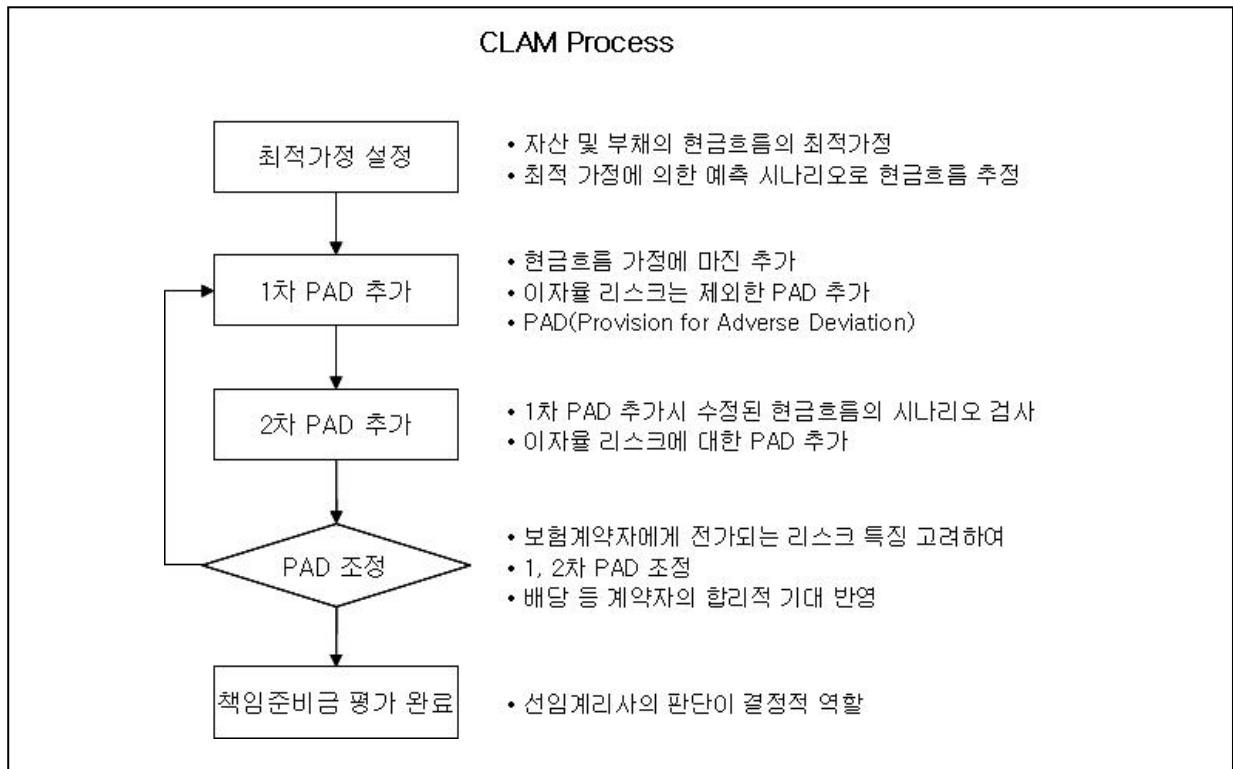 CLAM Process
최적가정 설정
• 자산 및 부채의 현금흐름의 최적가정
• 최적 가정에 의한 예측 시나리오로 현금흐름 추정
1차 PAD 추가
• 현금흐름 가정에 마진 추가
• 이자율 리스크는 제외한 PAD 추가
• PAD(Provision for Adverse Deviation)
2차 PAD 추가
• 1차 PAD 추가시 수정된 현금흐름의 시나리오 검사
• 이자율 리스크에 대한 PAD 추가
PAD 조정
• 보험계약자에게 전가되는 리스크 특징 고려하여
• 1, 2차 PAD 조정
• 배당 등 계약자의 합리적 기대 반영
책임준비금 평가 완료
• 선임계리사의 판단이 결정적 역할